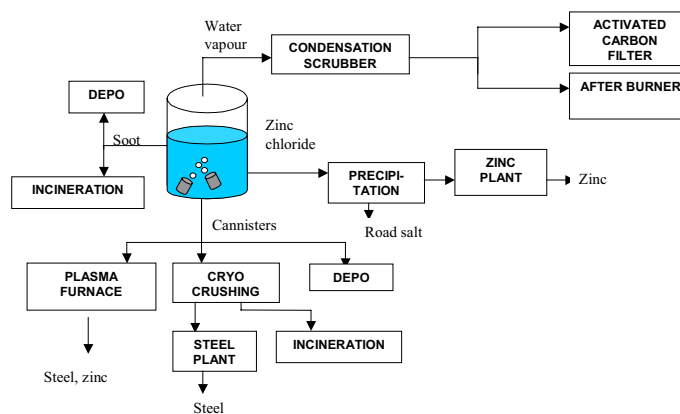 Water
vapour
CONDENSATION
SCRUBBER
ACTIVATED
CARBON
FILTER
AFTER BURNER
DEPO
Soot
INCINERATION
Zinc
chloride
PRECIPI-
TATION
ZINC
PLANT
Zinc
Road salt
Cannisters
PLASMA
FURNACE
CRYO
CRUSHING
DEPO
STEEL
PLANT
INCINERATION
Steel, zinc
Steel